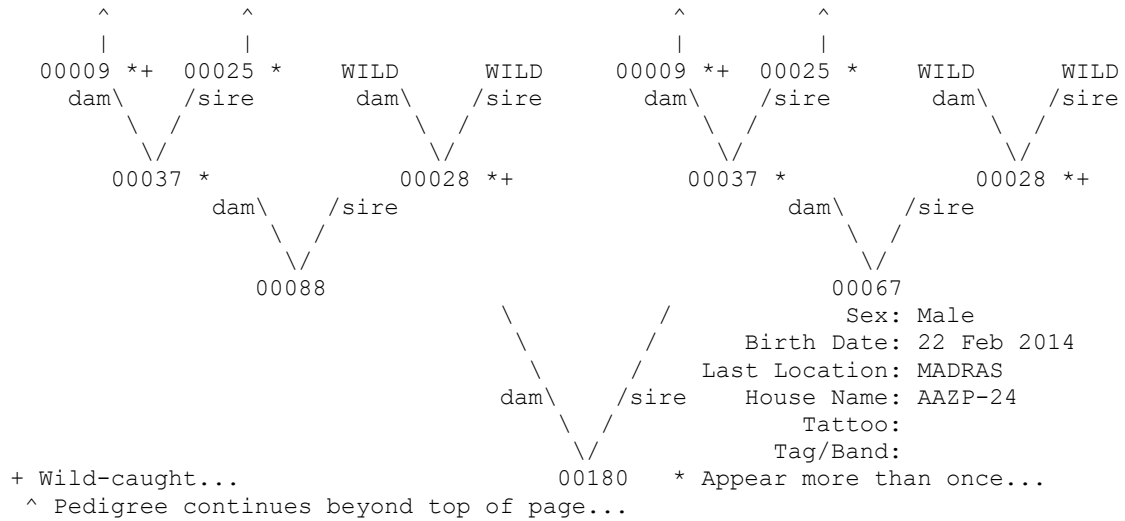 ^ ^ ^ ^
| | | |
00009 *+ 00025 * WILD WILD 00009 *+ 00025 * WILD WILD
dam\ /sire dam\ /sire dam\ /sire dam\ /sire
\ / \ / \ / \ /
\/ \/ \/ \/
00037 * 00028 *+ 00037 * 00028 *+
dam\ /sire dam\ /sire
\ / \ /
\/ \/
00088 00067
\ / Sex: Male
\ / Birth Date: 22 Feb 2014
\ / Last Location: MADRAS
dam\ /sire House Name: AAZP-24
\ / Tattoo:
\/ Tag/Band:
+ Wild-caught... 00180 * Appear more than once...
^ Pedigree continues beyond top of page...